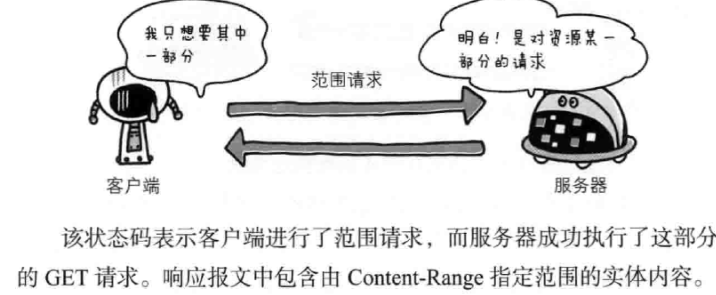 我只想要其中
一部分
明白！是对资源某一
部分的请求
范围请求
客户端
服务器
该状态码表示客户端进行了范围请求，而服务器成功执行了这部分
的 GET 请求。响应报文中包含由 Content-Range 指定范围的实体内容。